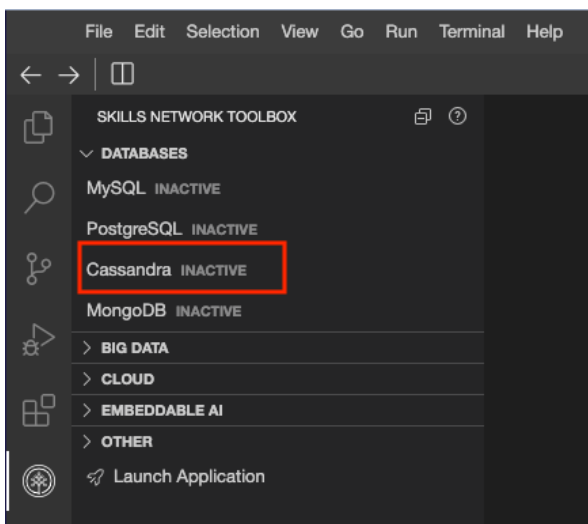 File Edit Selection View Go Run Terminal Help
SKILLS NETWORK TOOLBOX
DATABASES
MySQL INACTIVE
PostgreSQL INACTIVE
Cassandra INACTIVE
MongoDB INACTIVE
BIG DATA
CLOUD
EMBEDDABLE AI
OTHER
Launch Application